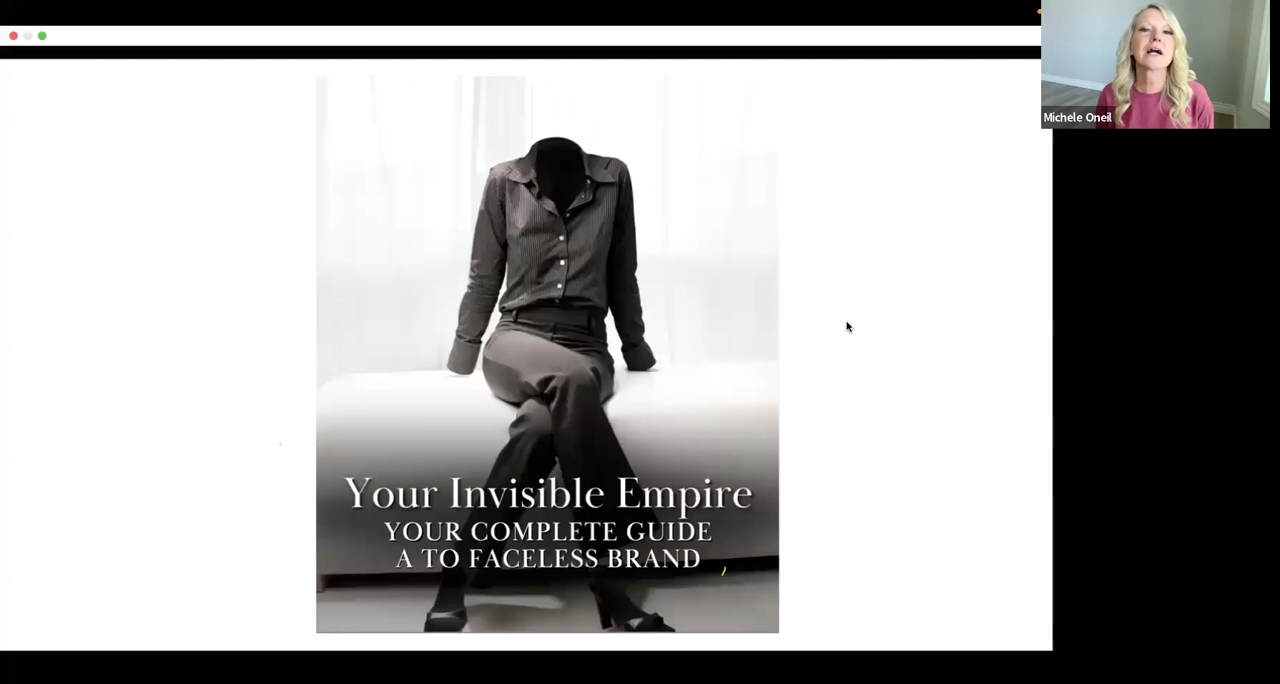 Michele Oneil
Your Invisible Empire
YOUR COMPLETE GUIDE
A TO FACELESS BRAND